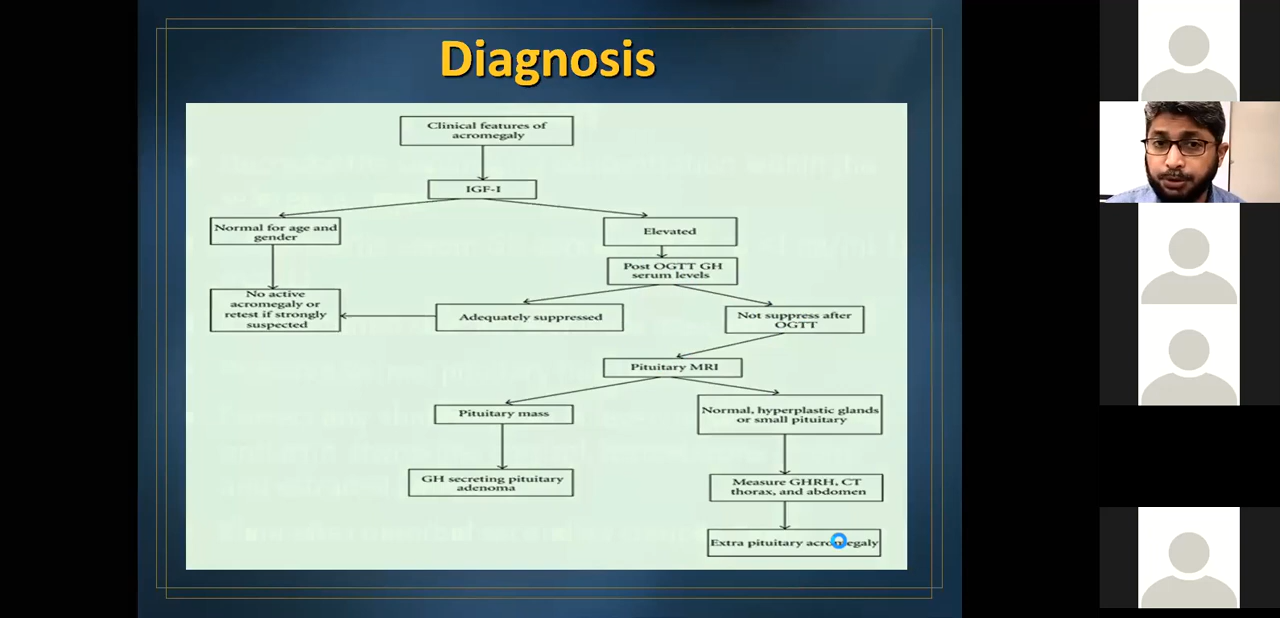 Diagnosis
Clinical features of
acromegaly
IGF-I
Normal for age and
gender
Elevated
Post OGTT GH
serum levels
No active
acromegaly or
retest if strongly
suspected
Adequately suppressed
Not suppress after
OGTT
Pituitary MRI
Pituitary mass
Normal, hyperplastic glands
or small pituitary
GH secreting pituitary
adenoma
Measure GHRH, CT
thorax, and abdomen
Extra pituitary acromegaly